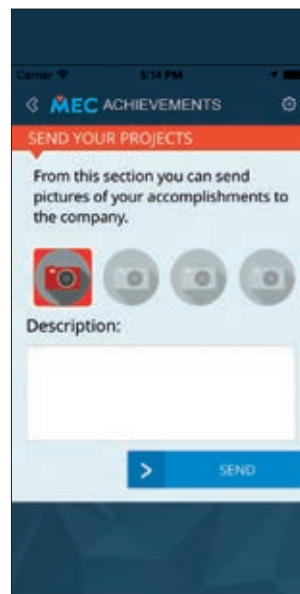 Carrier 5:14 PM
MEC ACHIEVEMENTS
SEND YOUR PROJECTS
From this section you can send
pictures of your accomplishments to
the company.
Description:
SEND